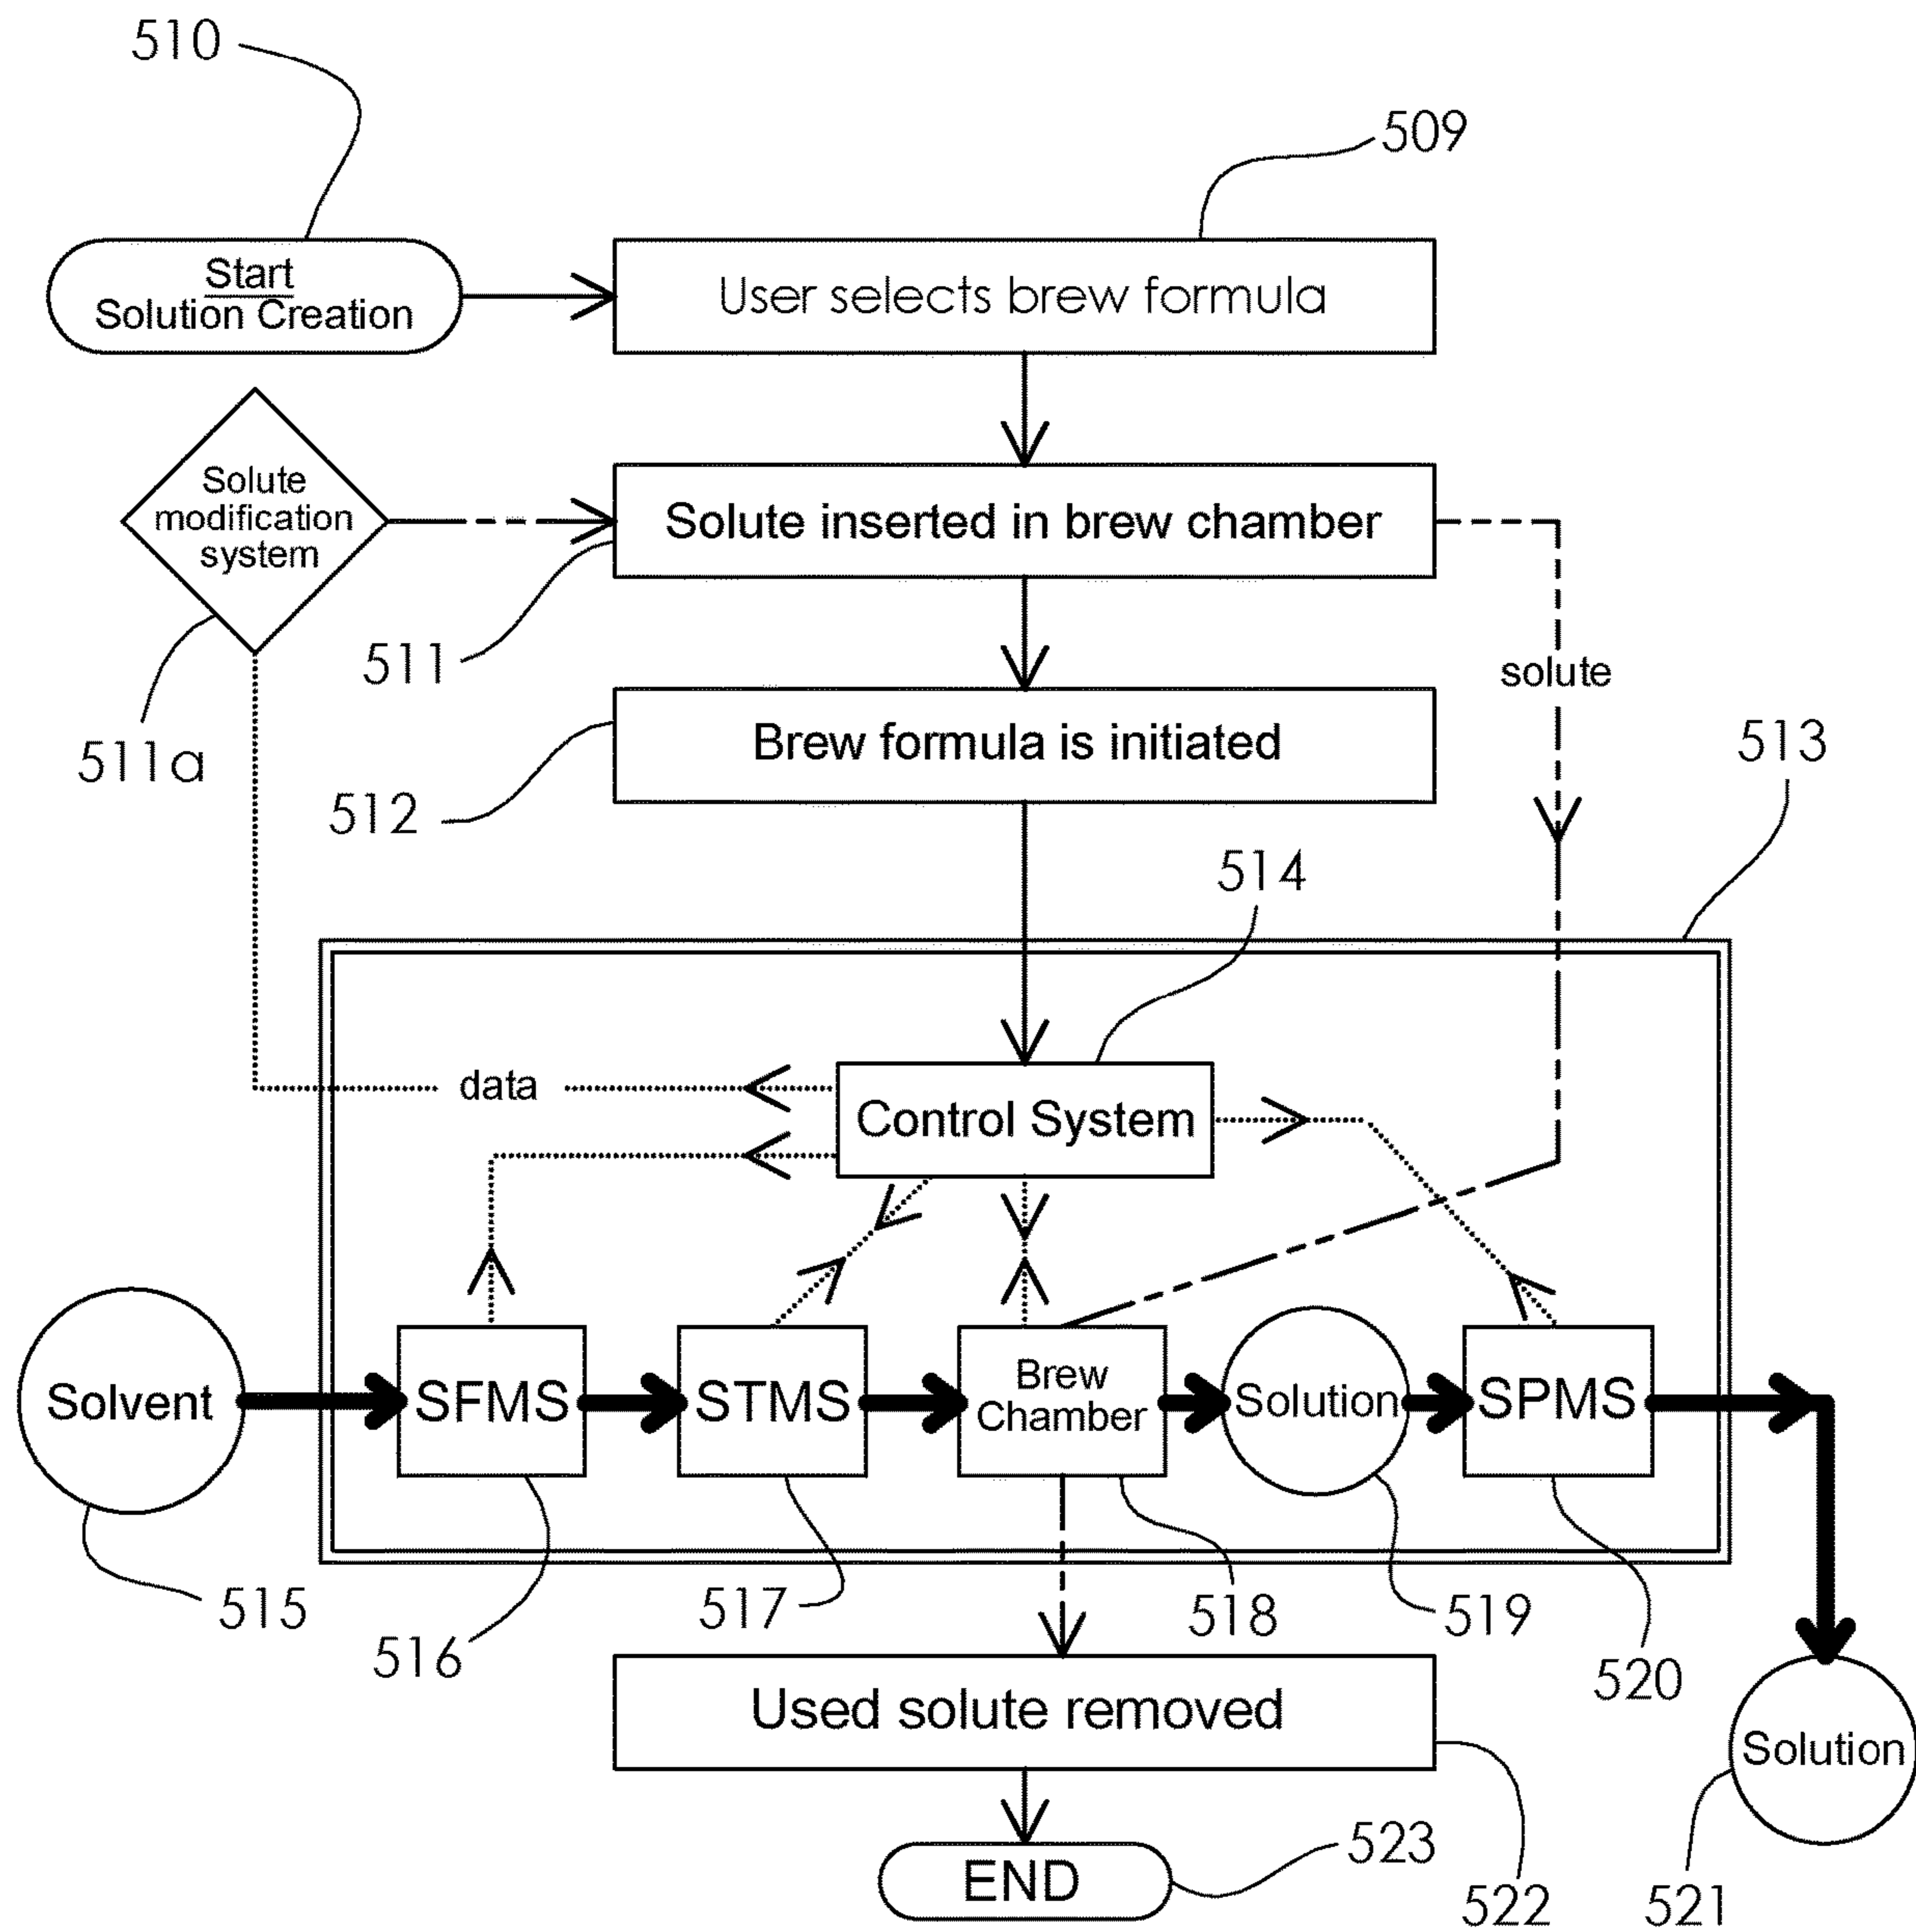 510
509
Start
Solution Creation
User selects brew formula
Solute
modification
system
Solute inserted in brew chamber
511
solute
511a
Brew formula is initiated
512
513
514
data
Control System
Solvent
SFMS
STMS
Brew
Chamber
Solution
SPMS
515
516
517
518
519
520
Used solute removed
Solution
END
523
522
521